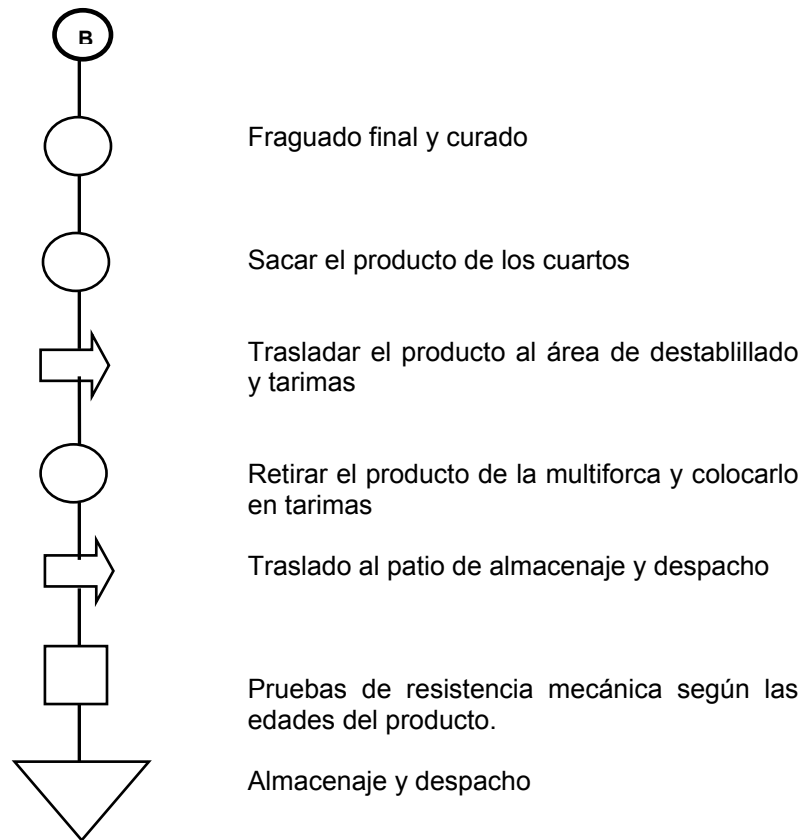 B
Fraguado final y curado
Sacar el producto de los cuartos
Trasladar el producto al área de destablillado
y tarimas
Retirar el producto de la multiforca y colocarlo
en tarimas
Traslado al patio de almacenaje y despacho
Pruebas de resistencia mecánica según las
edades del producto.
Almacenaje y despacho